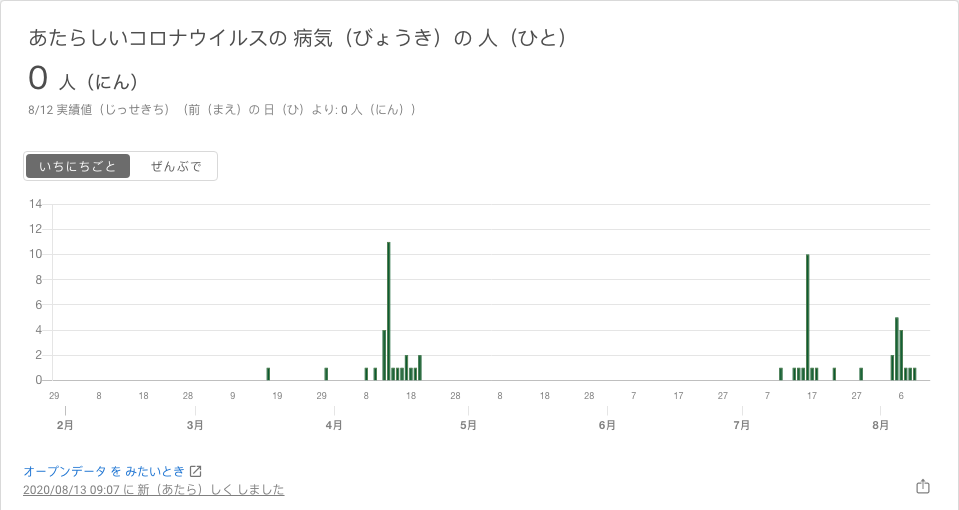 あたらしいコロナウイルスの 病気（びょうき）の 人（ひと）
0 人（にん）
8/12 実績値（じっせきち）（前（まえ）の 日（ひ）より: 0 人（にん））
いちにちごと ぜんぶで
14
12
10
8
6
4
2
0
29 8 18 28 9 19 29 8 18 28 8 18 28 7 17 27 7 17 27 6
2月 3月 4月 5月 6月 7月 8月
オープンデータ を みたいとき
2020/08/13 09:07 に 新（あたら）しく しました